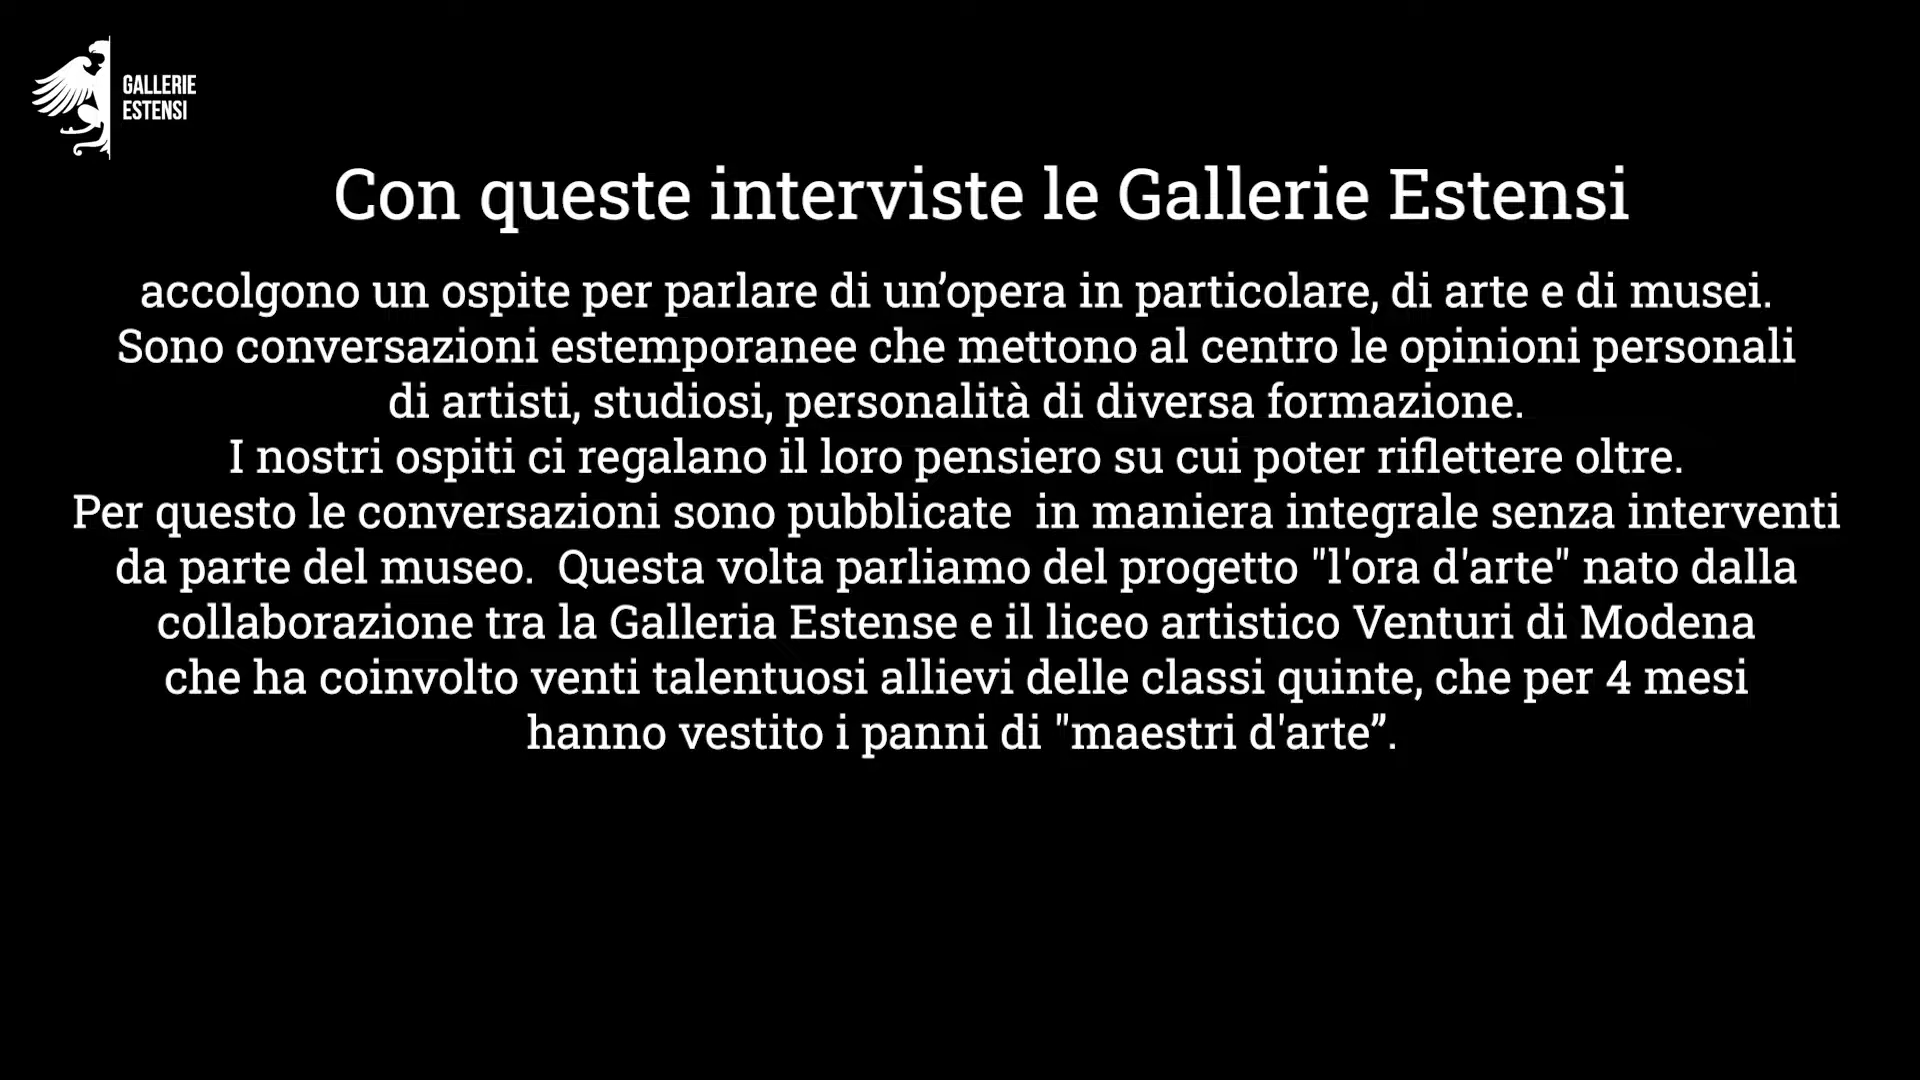 GALLERIE
ESTENSI
Con queste interviste le Gallerie Estensi
accolgono un ospite per parlare di un’opera in particolare, di arte e di musei.
Sono conversazioni estemporanee che mettono al centro le opinioni personali
di artisti, studiosi, personalità di diversa formazione.
I nostri ospiti ci regalano il loro pensiero su cui poter riflettere oltre.
Per questo le conversazioni sono pubblicate  in maniera integrale senza interventi
da parte del museo.  Questa volta parliamo del progetto "l'ora d'arte" nato dalla
collaborazione tra la Galleria Estense e il liceo artistico Venturi di Modena
che ha coinvolto venti talentuosi allievi delle classi quinte, che per 4 mesi
hanno vestito i panni di "maestri d'arte”.